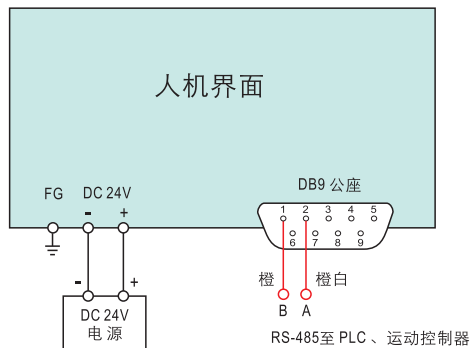 人机界面
FG DC 24V
- +
DB9 公座
1 2 3 4 5
6 7 8 9
橙 橙白
B A
- +
DC 24V
电源
RS-485至 PLC 、运动控制器